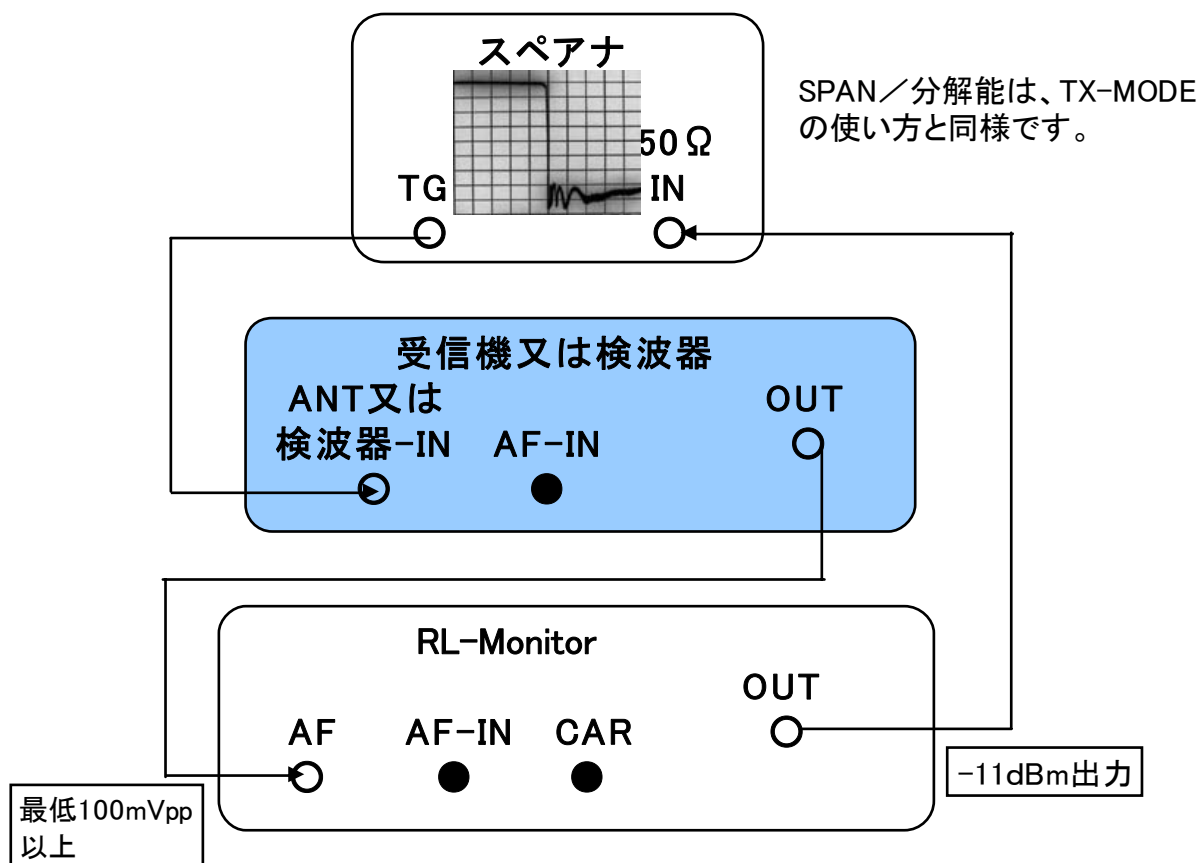 スペアナ
SPAN／分解能は、TX-MODE
の使い方と同様です。
50Ω
TG
IN
受信機又は検波器
ANT又は
検波器-IN
AF-IN
OUT
RL-Monitor
OUT
AF
AF-IN
CAR
-11dBm出力
最低100mVpp
以上